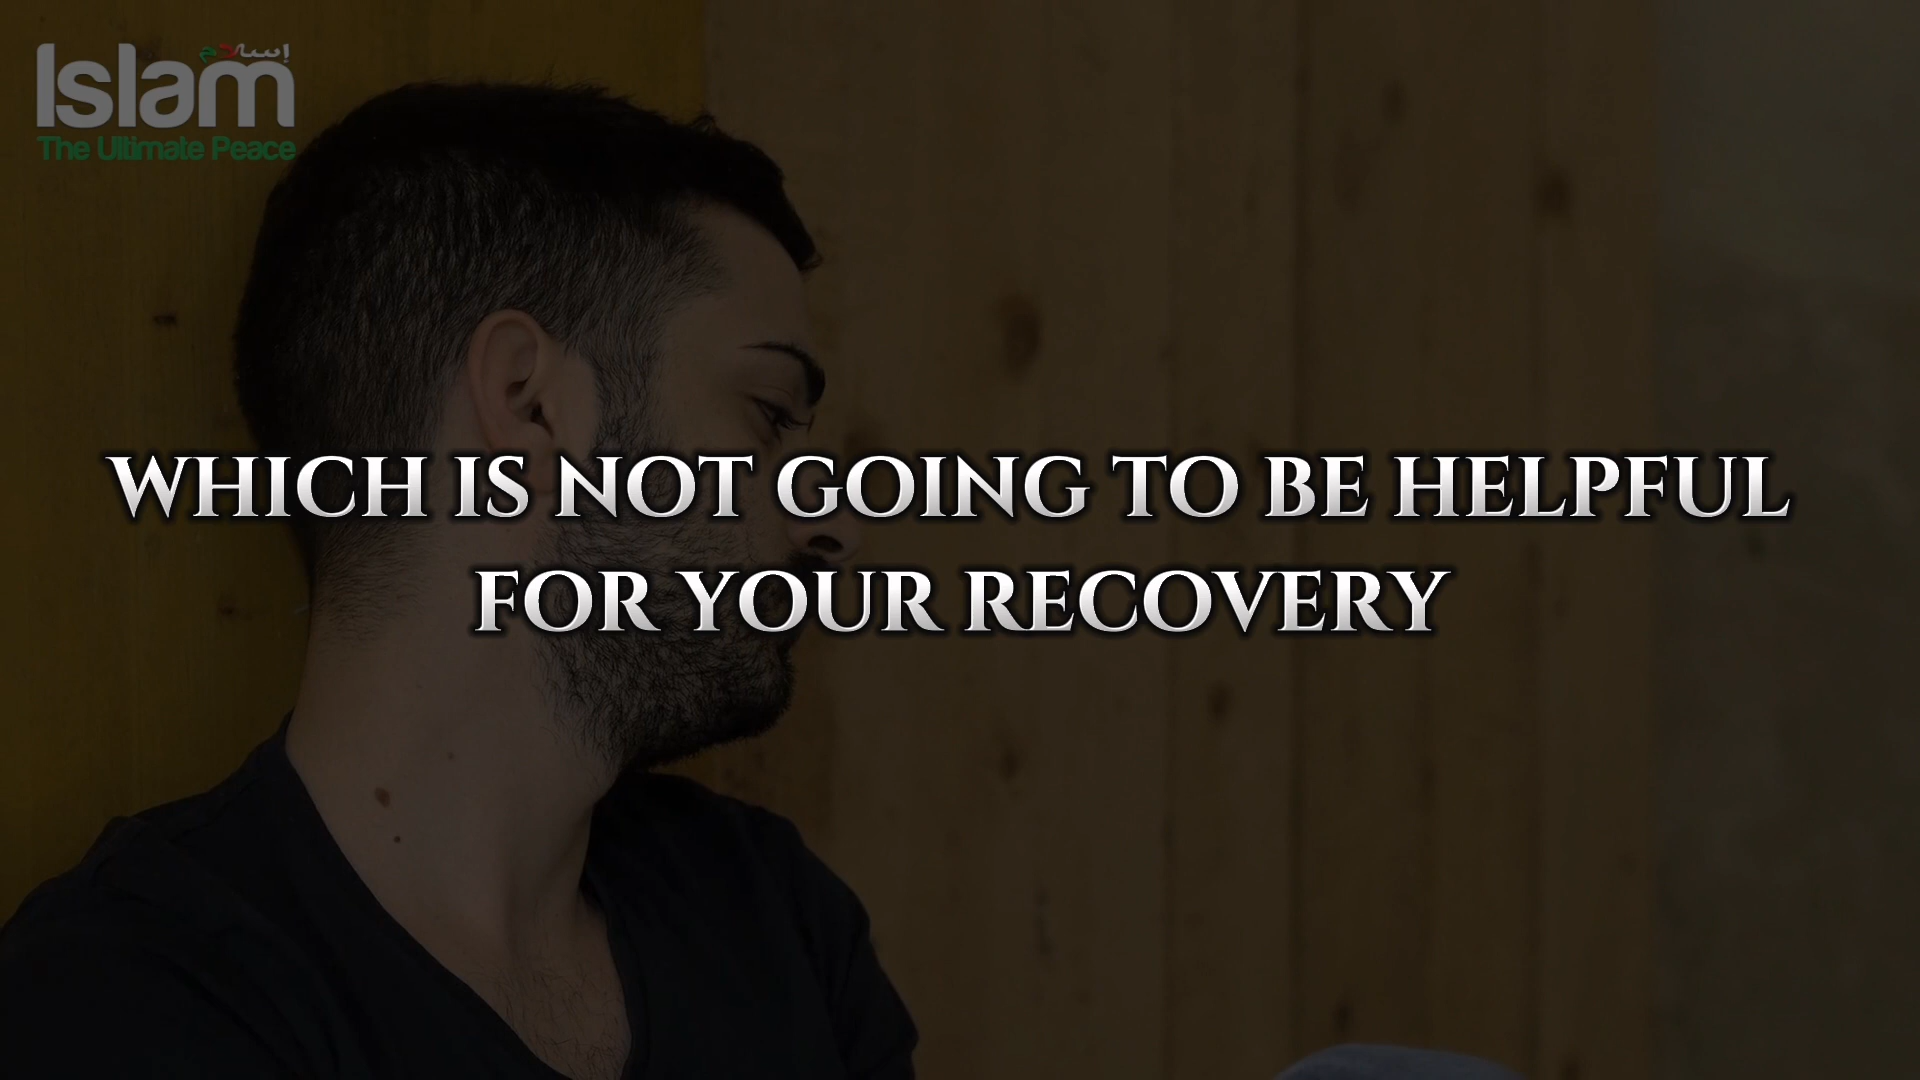 إسلام
Islam
The Ultimate Peace
WHICH IS NOT GOING TO BE HELPFUL
FOR YOUR RECOVERY